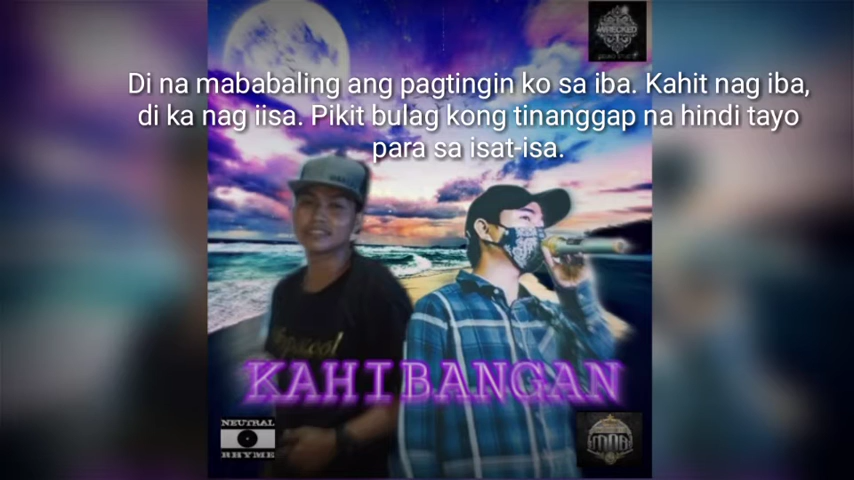 WRECKED
Di na mababaling ang pagtingin ko sa iba. Kahit nag iba,
di ka nag iisa. Pikit bulag kong tinanggap na hindi tayo
para sa isat-isa.
KAHIBANGAN
NEUTRAL
RHYME